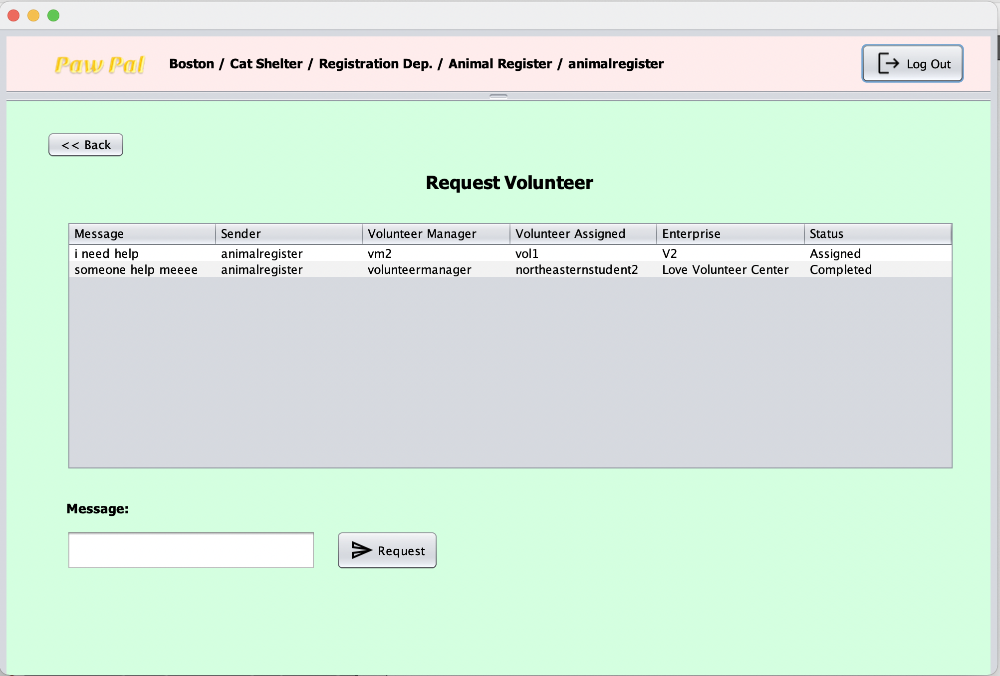 Paw Pal Boston / Cat Shelter / Registration Dep. / Animal Register / animalregister Log Out
<< Back
Request Volunteer
Message Sender Volunteer Manager Volunteer Assigned Enterprise Status
i need help animalregister vm2 vol1 V2 Assigned
someone help meeee animalregister volunteermanager northeasternstudent2 Love Volunteer Center Completed
Message:
Request